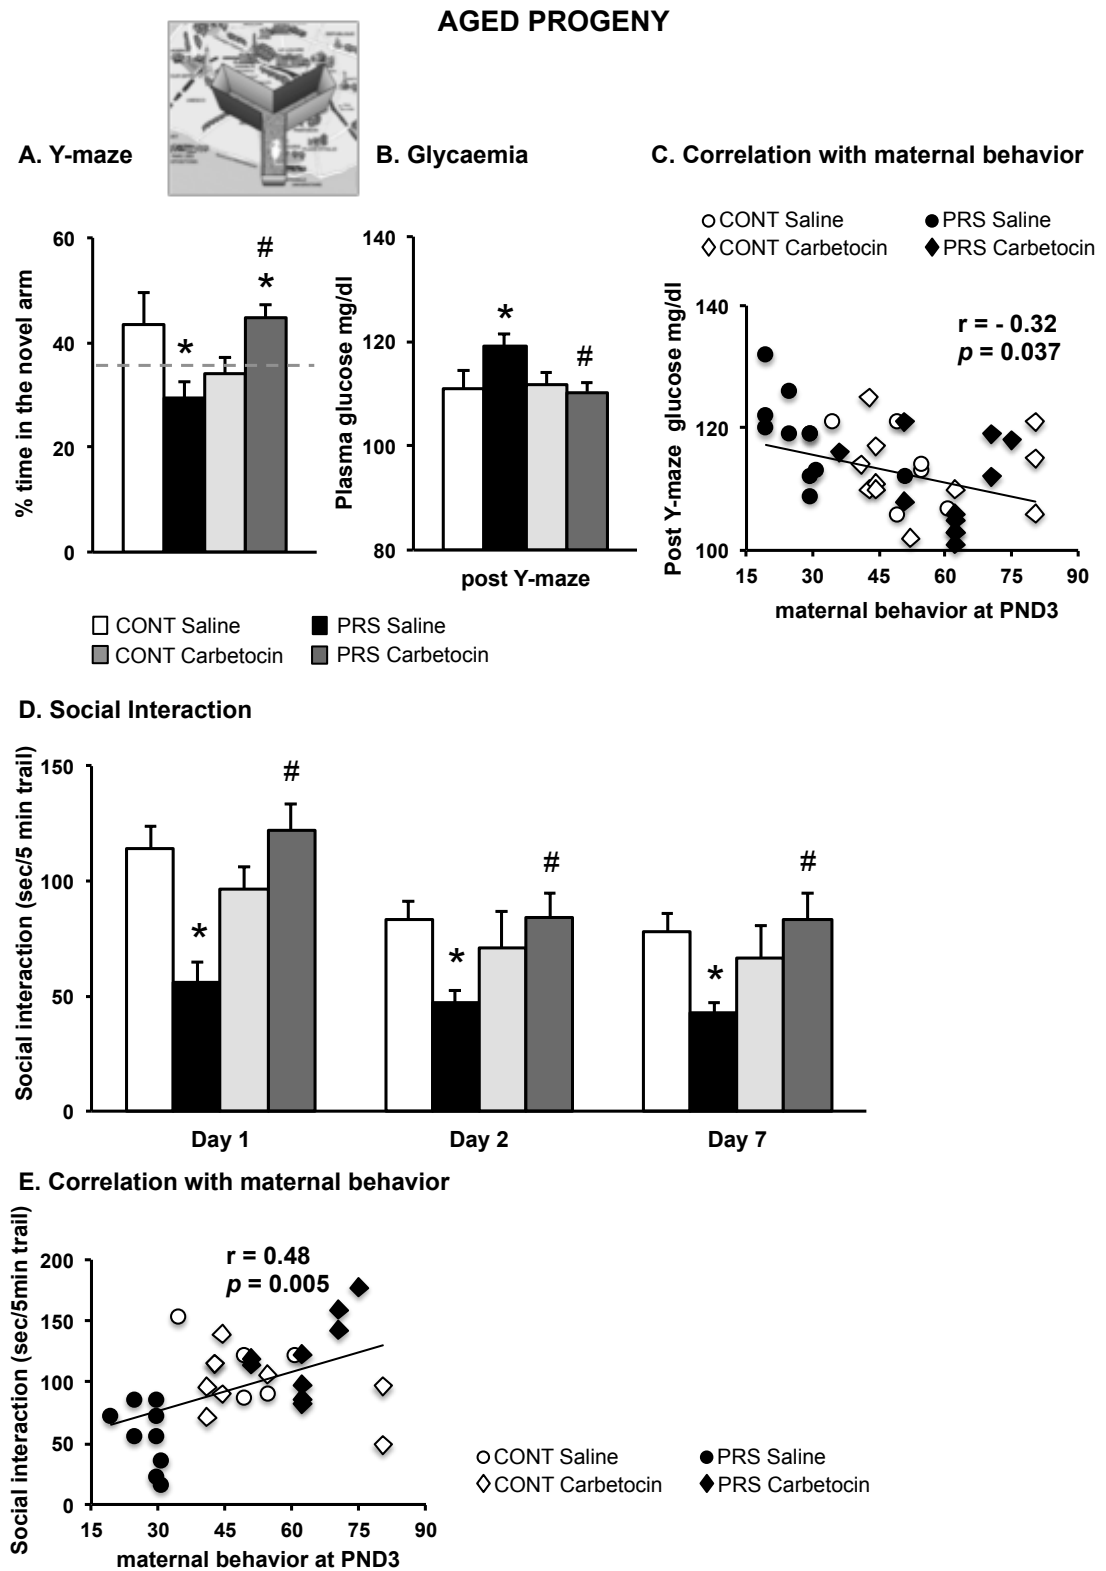 AGED PROGENY
A. Y-maze
B. Glycaemia
C. Correlation with maternal behavior
CONT Saline
PRS Saline
CONT Carbetocin
PRS Carbetocin
% time in the novel arm
60
40
20
0
#
*
*
Plasma glucose mg/dl
140
120
100
80
*
#
post Y-maze
Post Y-maze glucose mg/dl
140
120
100
r = - 0.32
p = 0.037
15 30 45 60 75 90
maternal behavior at PND3
CONT Saline
PRS Saline
CONT Carbetocin
PRS Carbetocin
D. Social Interaction
Social interaction (sec/5 min trail)
150
100
50
0
*
#
*
#
*
#
Day 1
Day 2
Day 7
E. Correlation with maternal behavior
Social interaction (sec/5min trail)
200
150
100
50
0
r = 0.48
p = 0.005
15 30 45 60 75 90
maternal behavior at PND3
CONT Saline
PRS Saline
CONT Carbetocin
PRS Carbetocin